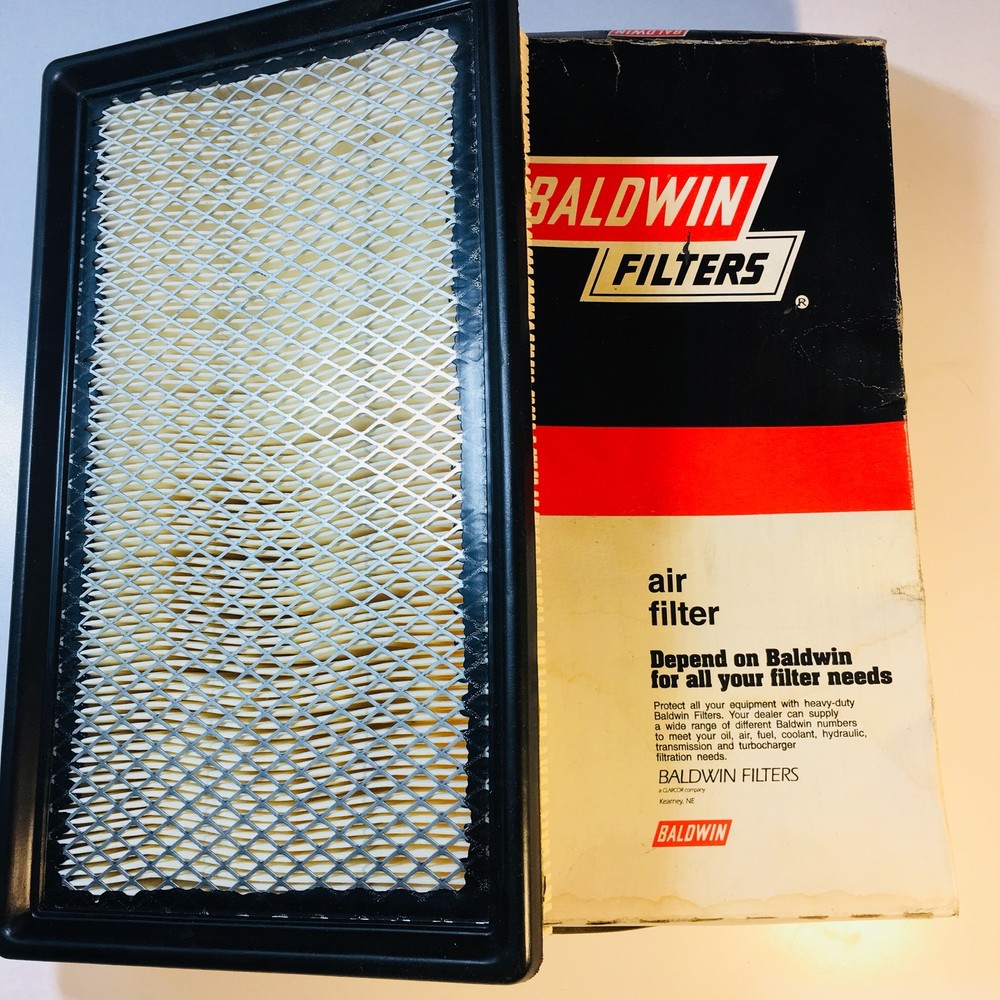 BALDWIN
BALDWIN
FILTERS
®
air
filter
Depend on Baldwin
for all your filter needs
Protect all your equipment with heavy-duty
Baldwin Filters. Your dealer can supply
a wide range of different Baldwin numbers
to meet your oil, air, fuel, coolant, hydraulic,
transmission and turbocharger
filtration needs.
BALDWIN FILTERS
a CLARCOR company
Kearney, NE
BALDWIN